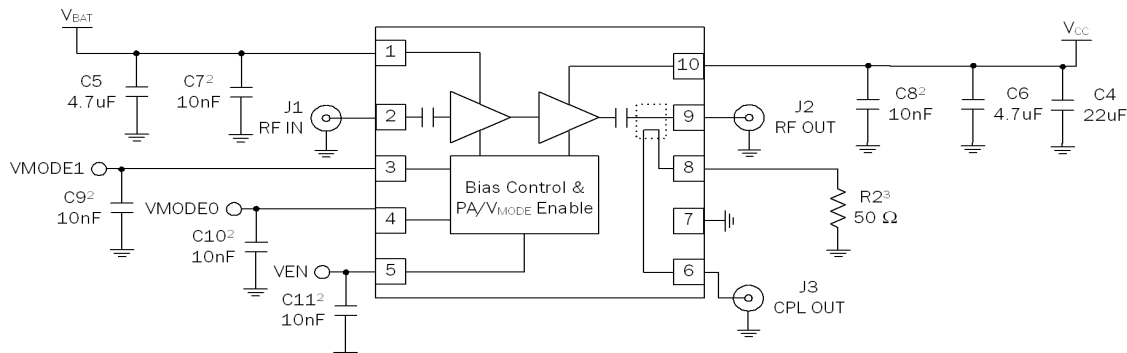 VBAT
C5
4.7uF
C7²
10nF
J1
RF IN
VMODE1
C9²
10nF
VMODE0
C10²
10nF
VEN
C11²
10nF
1
2
3
4
5
Bias Control &
PA/VMODE Enable
10
9
8
7
6
VCC
C8²
10nF
C6
4.7uF
C4
22uF
J2
RF OUT
R2³
50 Ω
J3
CPL OUT